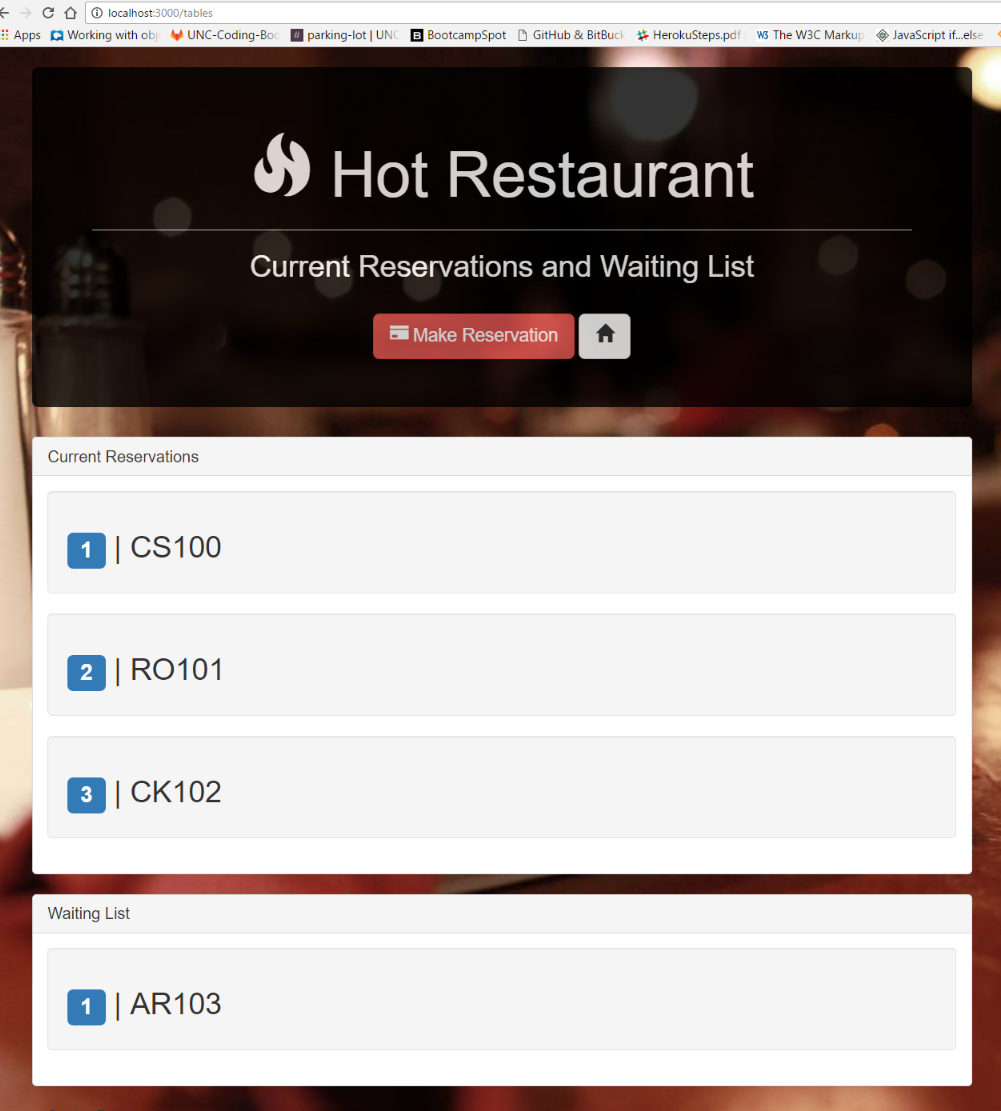 localhost:3000/tables
Apps Working with obj UNC-Coding-Boo parking-lot | UNC BootcampSpot GitHub & BitBuck HerokuSteps.pdf The W3C Markup JavaScript if...else
Hot Restaurant
Current Reservations and Waiting List
Make Reservation
Current Reservations
1 | CS100
2 | RO101
3 | CK102
Waiting List
1 | AR103